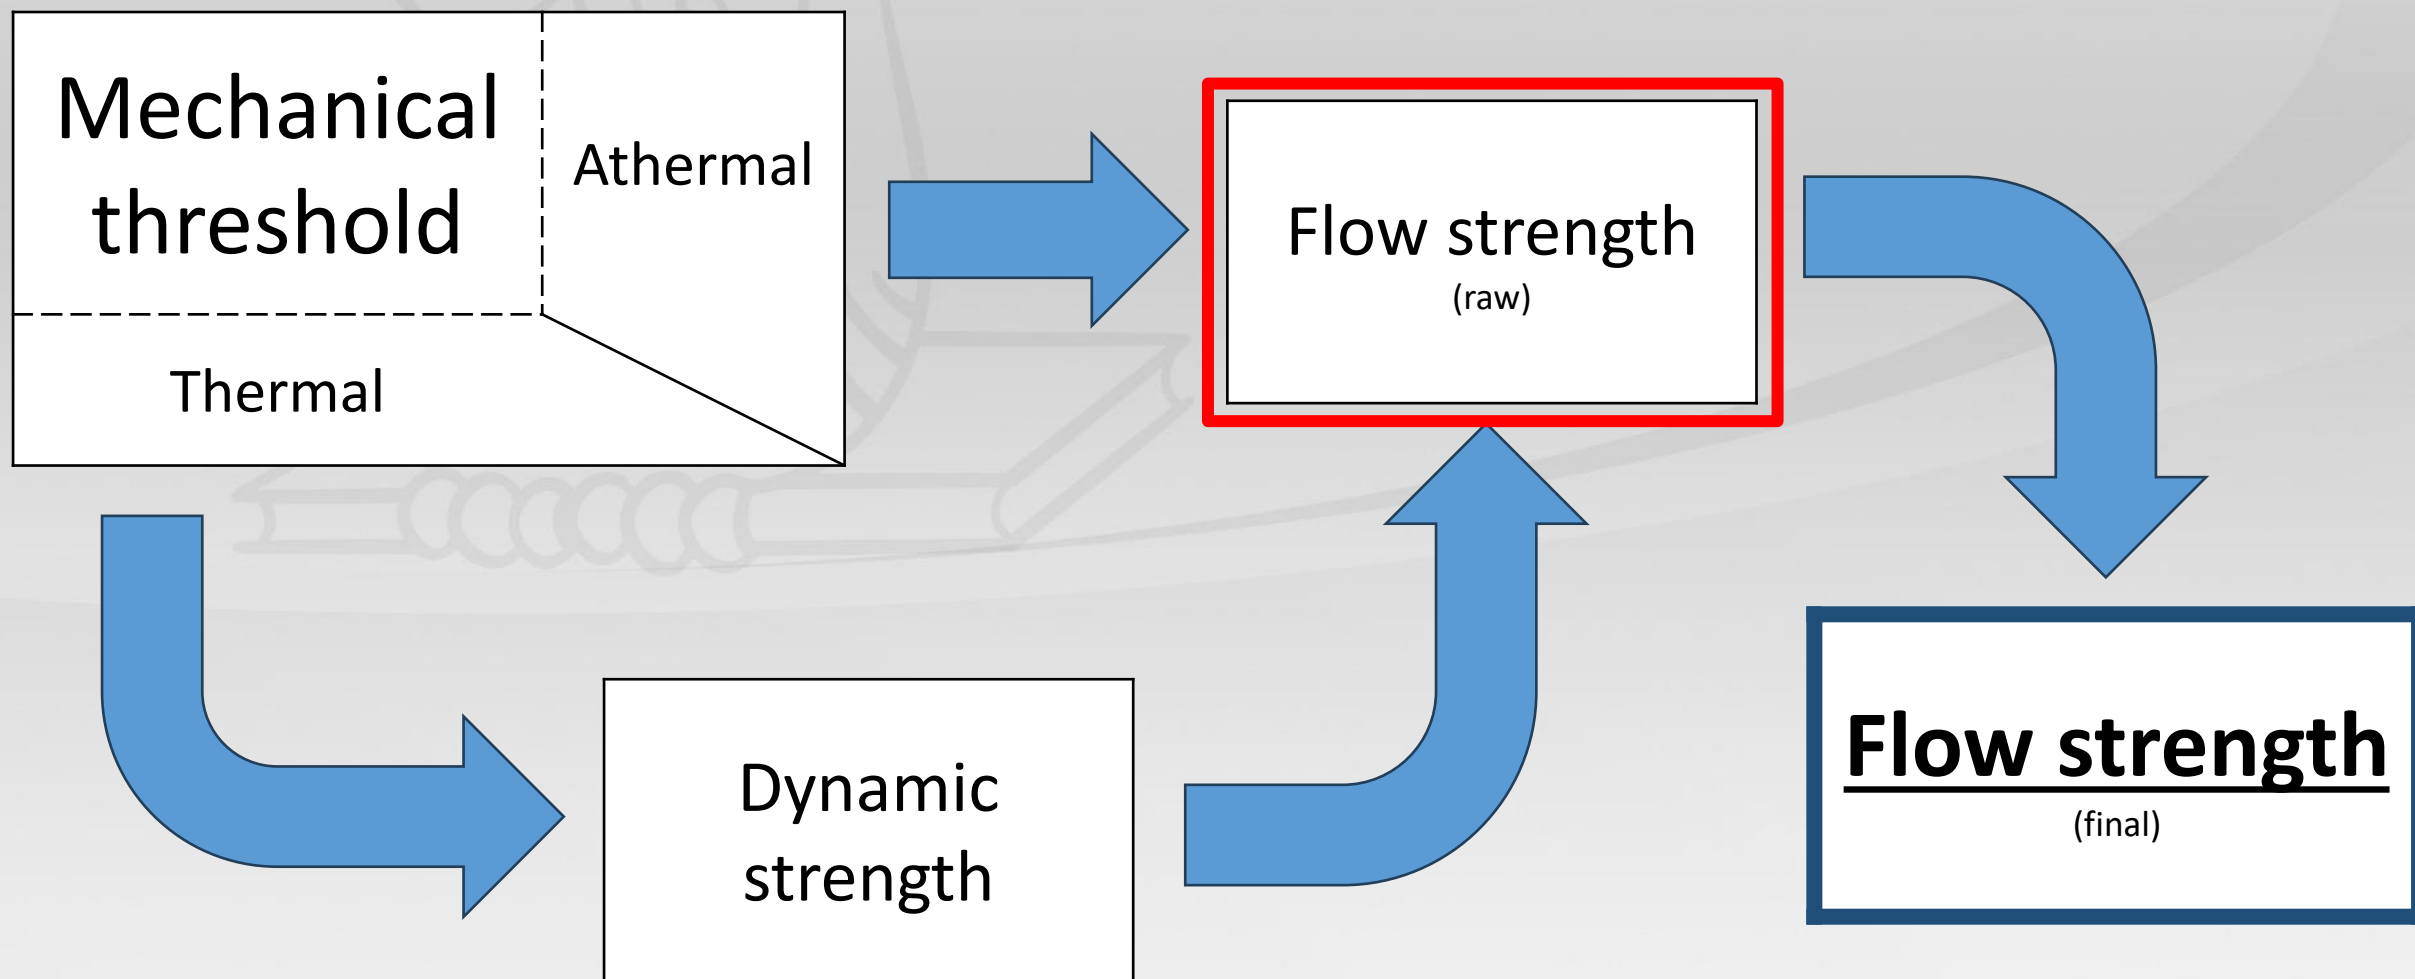 Mechanical
threshold
Athermal
Thermal
Flow strength
(raw)
Dynamic
strength
Flow strength
(final)